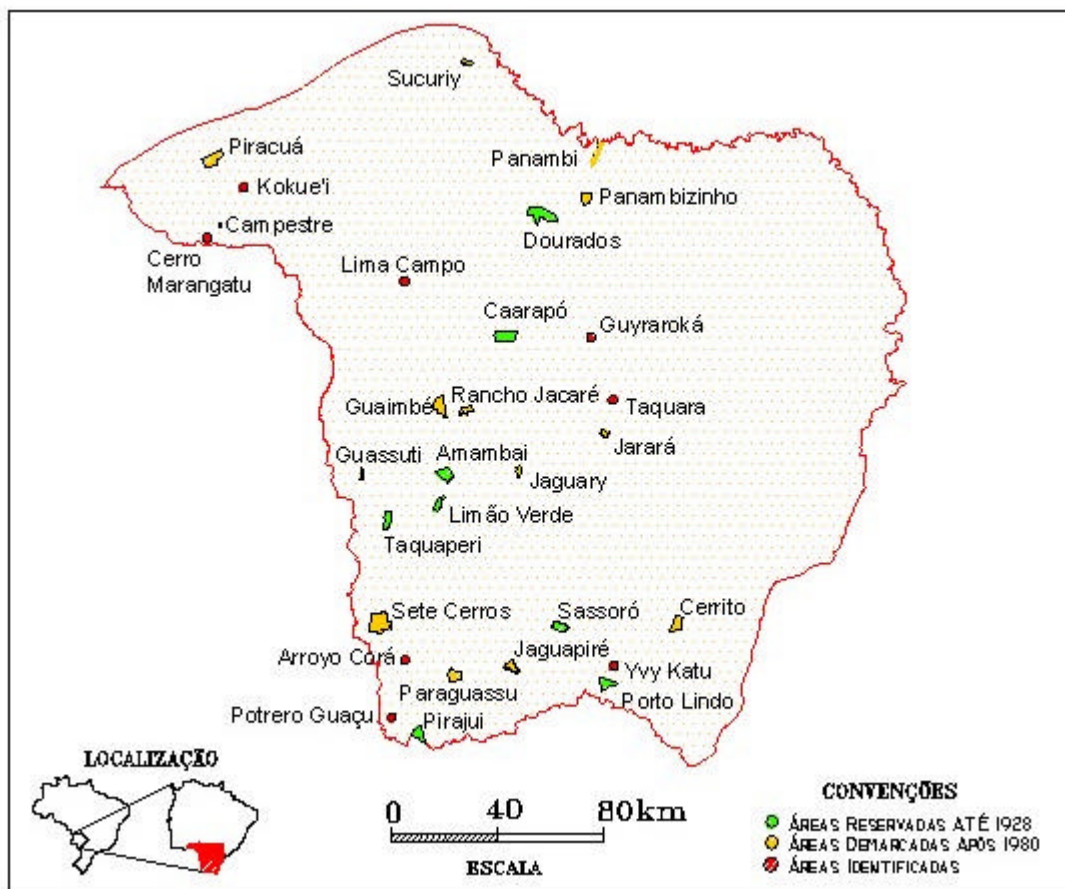 Sucuriy
Piracuá
Panambi
Kokue'i
Panambizinho
Campestre
Dourados
Cerro
Marangatu
Lima Campo
Caarapó
Guyraroká
Guaimbé
Rancho Jacaré
Taquara
Jarará
Guassuti
Amambai
Jaguary
Limão Verde
Taquaperi
Sete Cerros
Sassoró
Cerrito
Arroyo Corá
Jaguapiré
Yvy Katu
Paraguassu
Porto Lindo
Potrero Guaçu
Pirajui
LOCALIZAÇÃO
0 40 80km
ESCALA
CONVENÇÕES
ÁREAS RESERVADAS ATÉ 1928
ÁREAS DEMARCADAS APÓS 1980
ÁREAS IDENTIFICADAS